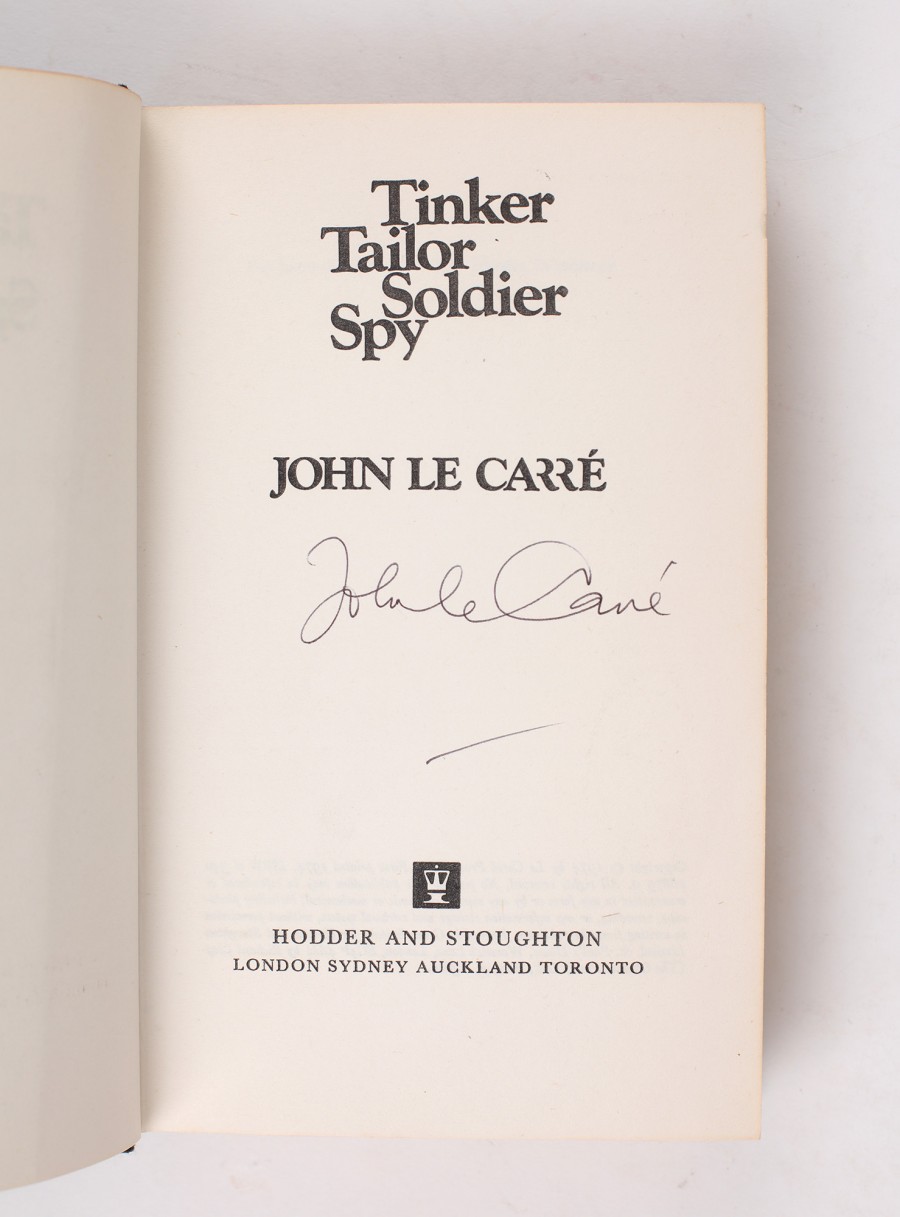 Tinker
Tailor
Soldier
Spy
JOHN LE CARRÉ
John le Carré
HODDER AND STOUGHTON
LONDON SYDNEY AUCKLAND TORONTO